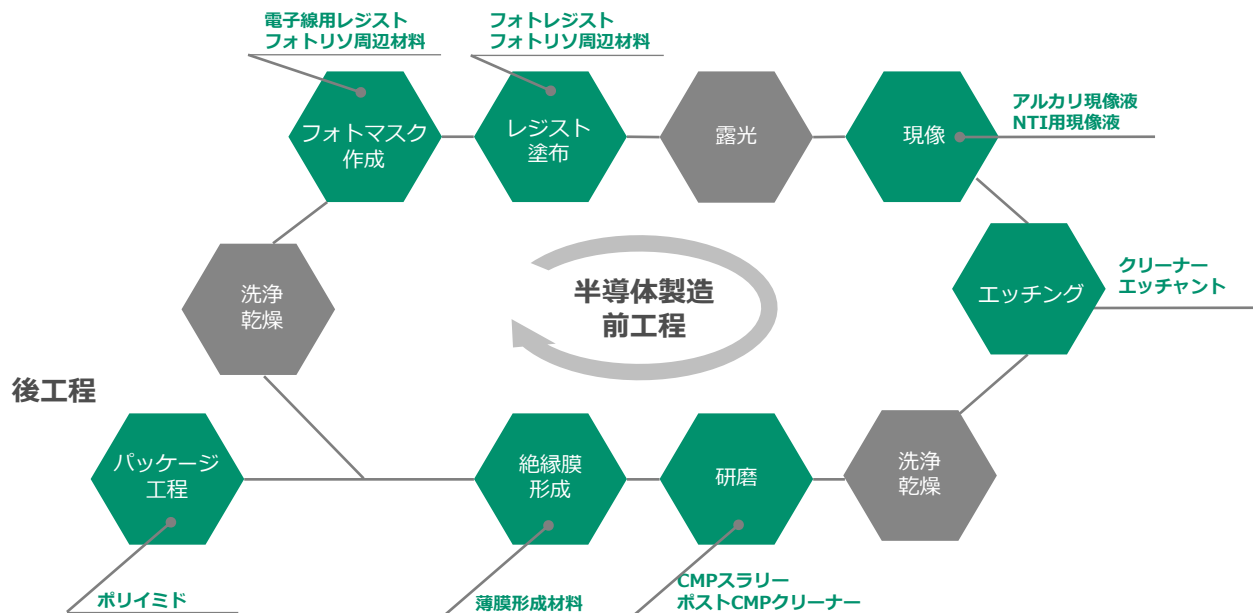 電子線用レジスト
フォトリソ周辺材料
フォトレジスト
フォトリソ周辺材料
フォトマスク
作成
レジスト
塗布
露光
現像
アルカリ現像液
NTI用現像液
洗浄
乾燥
半導体製造
前工程
エッチング
クリーナー
エッチャント
後工程
パッケージ
工程
絶縁膜
形成
研磨
洗浄
乾燥
ポリイミド
薄膜形成材料
CMPスラリー
ポストCMPクリーナー